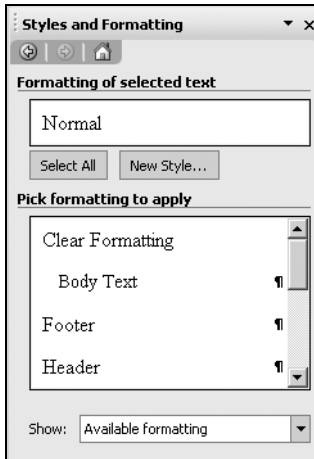 Styles and Formatting
Formatting of selected text
Normal
Select All New Style...
Pick formatting to apply
Clear Formatting
Body Text ¶
Footer ¶
Header ¶
Show: Available formatting